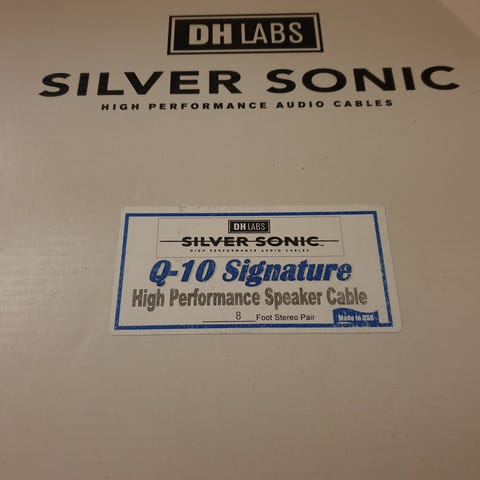 DH LABS
SILVER SONIC
HIGH PERFORMANCE AUDIO CABLES
DH LABS
SILVER SONIC
HIGH PERFORMANCE AUDIO CABLES
Q-10 Signature
High Performance Speaker Cable
8 Foot Stereo Pair
Made in USA